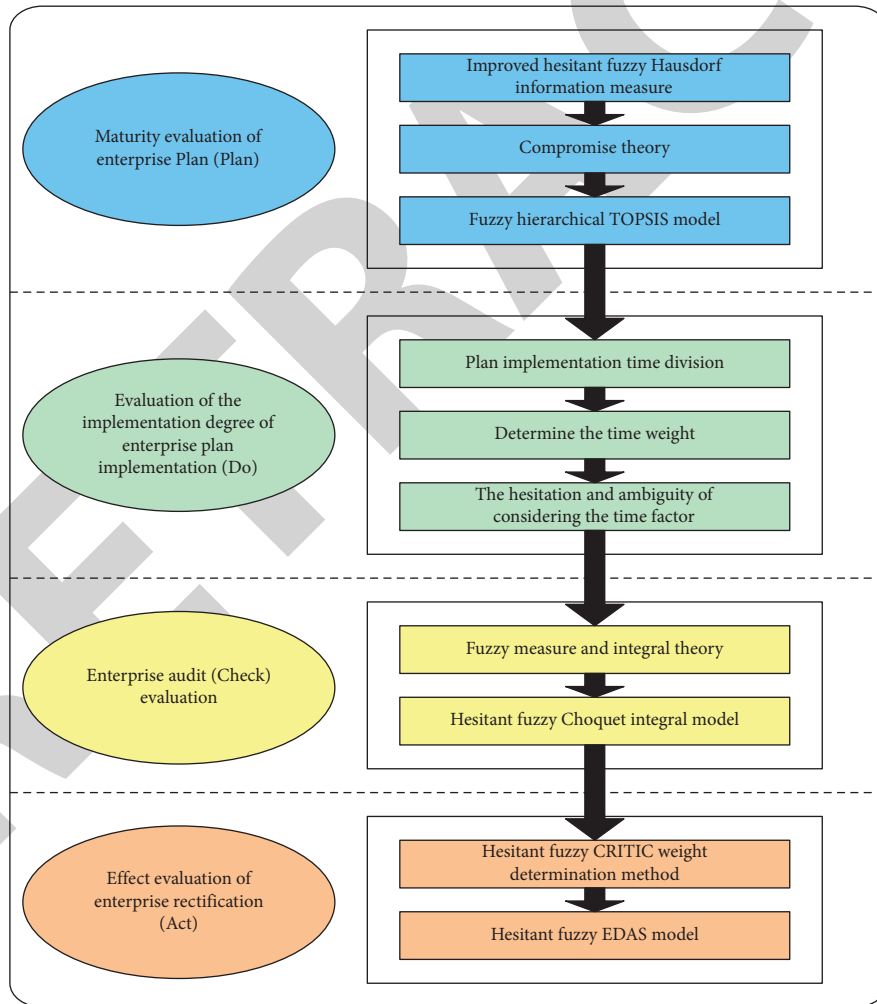 Maturity evaluation of
enterprise Plan (Plan)
Improved hesitant fuzzy Hausdorf
information measure
Compromise theory
Fuzzy hierarchical TOPSIS model
Evaluation of the
implementation degree of
enterprise plan
implementation (Do)
Plan implementation time division
Determine the time weight
The hesitation and ambiguity of
considering the time factor
Enterprise audit (Check)
evaluation
Fuzzy measure and integral theory
Hesitant fuzzy Choquet integral model
Effect evaluation of
enterprise rectification
(Act)
Hesitant fuzzy CRITIC weight
determination method
Hesitant fuzzy EDAS model
RETRAC